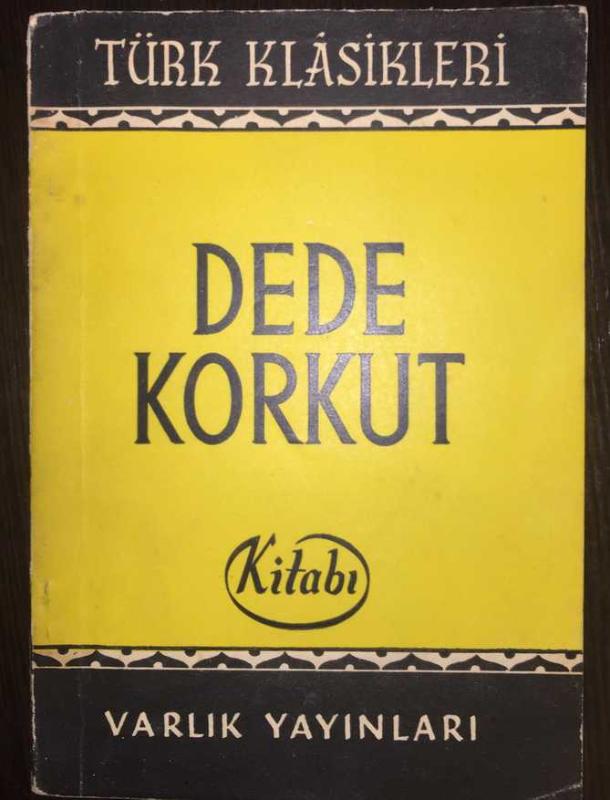 TÜRK KLÂSİKLERİ
DEDE
KORKUT
Kitabı
VARLIK YAYINLARI